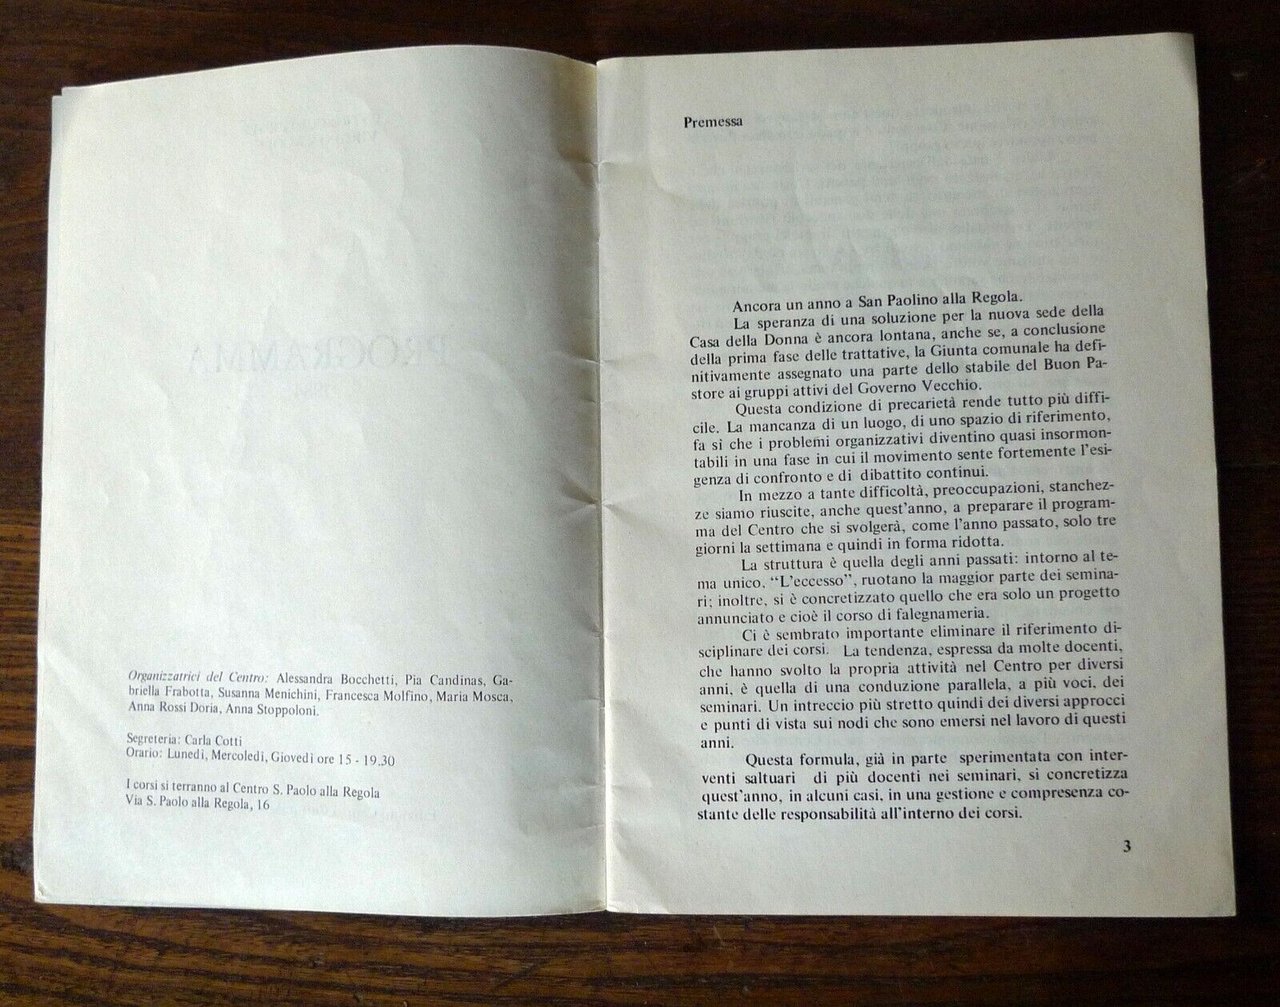 Organizzatrici del Centro: Alessandra Bocchetti, Pia Candinas, Ga-
briella Frabotta, Susanna Menichini, Francesca Molfino, Maria Mosca,
Anna Rossi Doria, Anna Stoppoloni.
Segreteria: Carla Cotti
Orario: Lunedì, Mercoledì, Giovedì ore 15 - 19.30
I corsi si terranno al Centro S. Paolo alla Regola
Via S. Paolo alla Regola, 16
Premessa
Ancora un anno a San Paolino alla Regola.
La speranza di una soluzione per la nuova sede della
Casa della Donna è ancora lontana, anche se, a conclusione
della prima fase delle trattative, la Giunta comunale ha defi-
nitivamente assegnato una parte dello stabile del Buon Pa-
store ai gruppi attivi del Governo Vecchio.
Questa condizione di precarietà rende tutto più diffi-
cile. La mancanza di un luogo, di uno spazio di riferimento,
fa si che i problemi organizzativi diventino quasi insormon-
tabili in una fase in cui il movimento sente fortemente l'esi-
genza di confronto e di dibattito continui.
In mezzo a tante difficoltà, preoccupazioni, stanchez-
ze siamo riuscite, anche quest'anno, a preparare il program-
ma del Centro che si svolgerà, come l'anno passato, solo tre
giorni la settimana e quindi in forma ridotta.
La struttura è quella degli anni passati: intorno al te-
ma unico, "L'eccesso", ruotano la maggior parte dei semina-
ri; inoltre, si è concretizzato quello che era solo un progetto
annunciato e cioè il corso di falegnameria.
Ci è sembrato importante eliminare il riferimento di-
sciplinare dei corsi. La tendenza, espressa da molte docenti,
che hanno svolto la propria attività nel Centro per diversi
anni, è quella di una conduzione parallela, a più voci, dei
seminari. Un intreccio più stretto quindi dei diversi approcci
e punti di vista sui nodi che sono emersi nel lavoro di questi
anni.
Questa formula, già in parte sperimentata con inter-
venti saltuari di più docenti nei seminari, si concretizza
quest'anno, in alcuni casi, in una gestione e compresenza co-
stante delle responsabilità all'interno dei corsi.
3